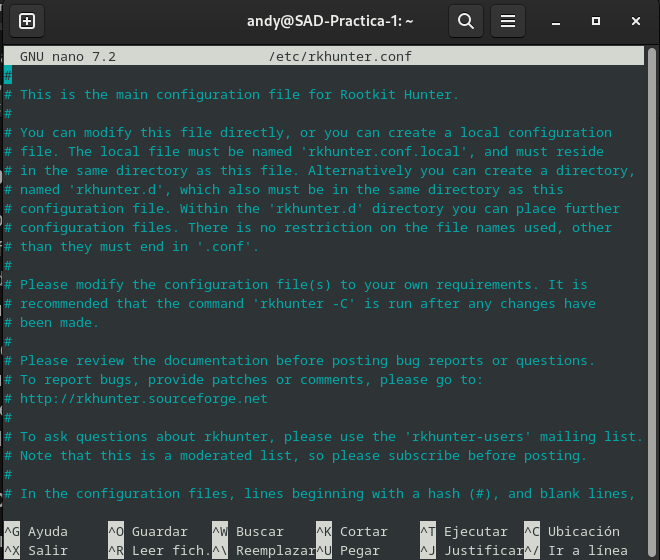 andy@SAD-Practica-1: ~
GNU nano 7.2 /etc/rkhunter.conf
#
# This is the main configuration file for Rootkit Hunter.
#
# You can modify this file directly, or you can create a local configuration
# file. The local file must be named 'rkhunter.conf.local', and must reside
# in the same directory as this file. Alternatively you can create a directory,
# named 'rkhunter.d', which also must be in the same directory as this
# configuration file. Within the 'rkhunter.d' directory you can place further
# configuration files. There is no restriction on the file names used, other
# than they must end in '.conf'.
#
# Please modify the configuration file(s) to your own requirements. It is
# recommended that the command 'rkhunter -C' is run after any changes have
# been made.
#
# Please review the documentation before posting bug reports or questions.
# To report bugs, provide patches or comments, please go to:
# http://rkhunter.sourceforge.net
#
# To ask questions about rkhunter, please use the 'rkhunter-users' mailing list.
# Note that this is a moderated list, so please subscribe before posting.
#
# In the configuration files, lines beginning with a hash (#), and blank lines,
^G Ayuda ^O Guardar ^W Buscar ^K Cortar ^T Ejecutar ^C Ubicación
^X Salir ^R Leer fich. ^\ Reemplazar ^U Pegar ^J Justificar ^/ Ir a línea